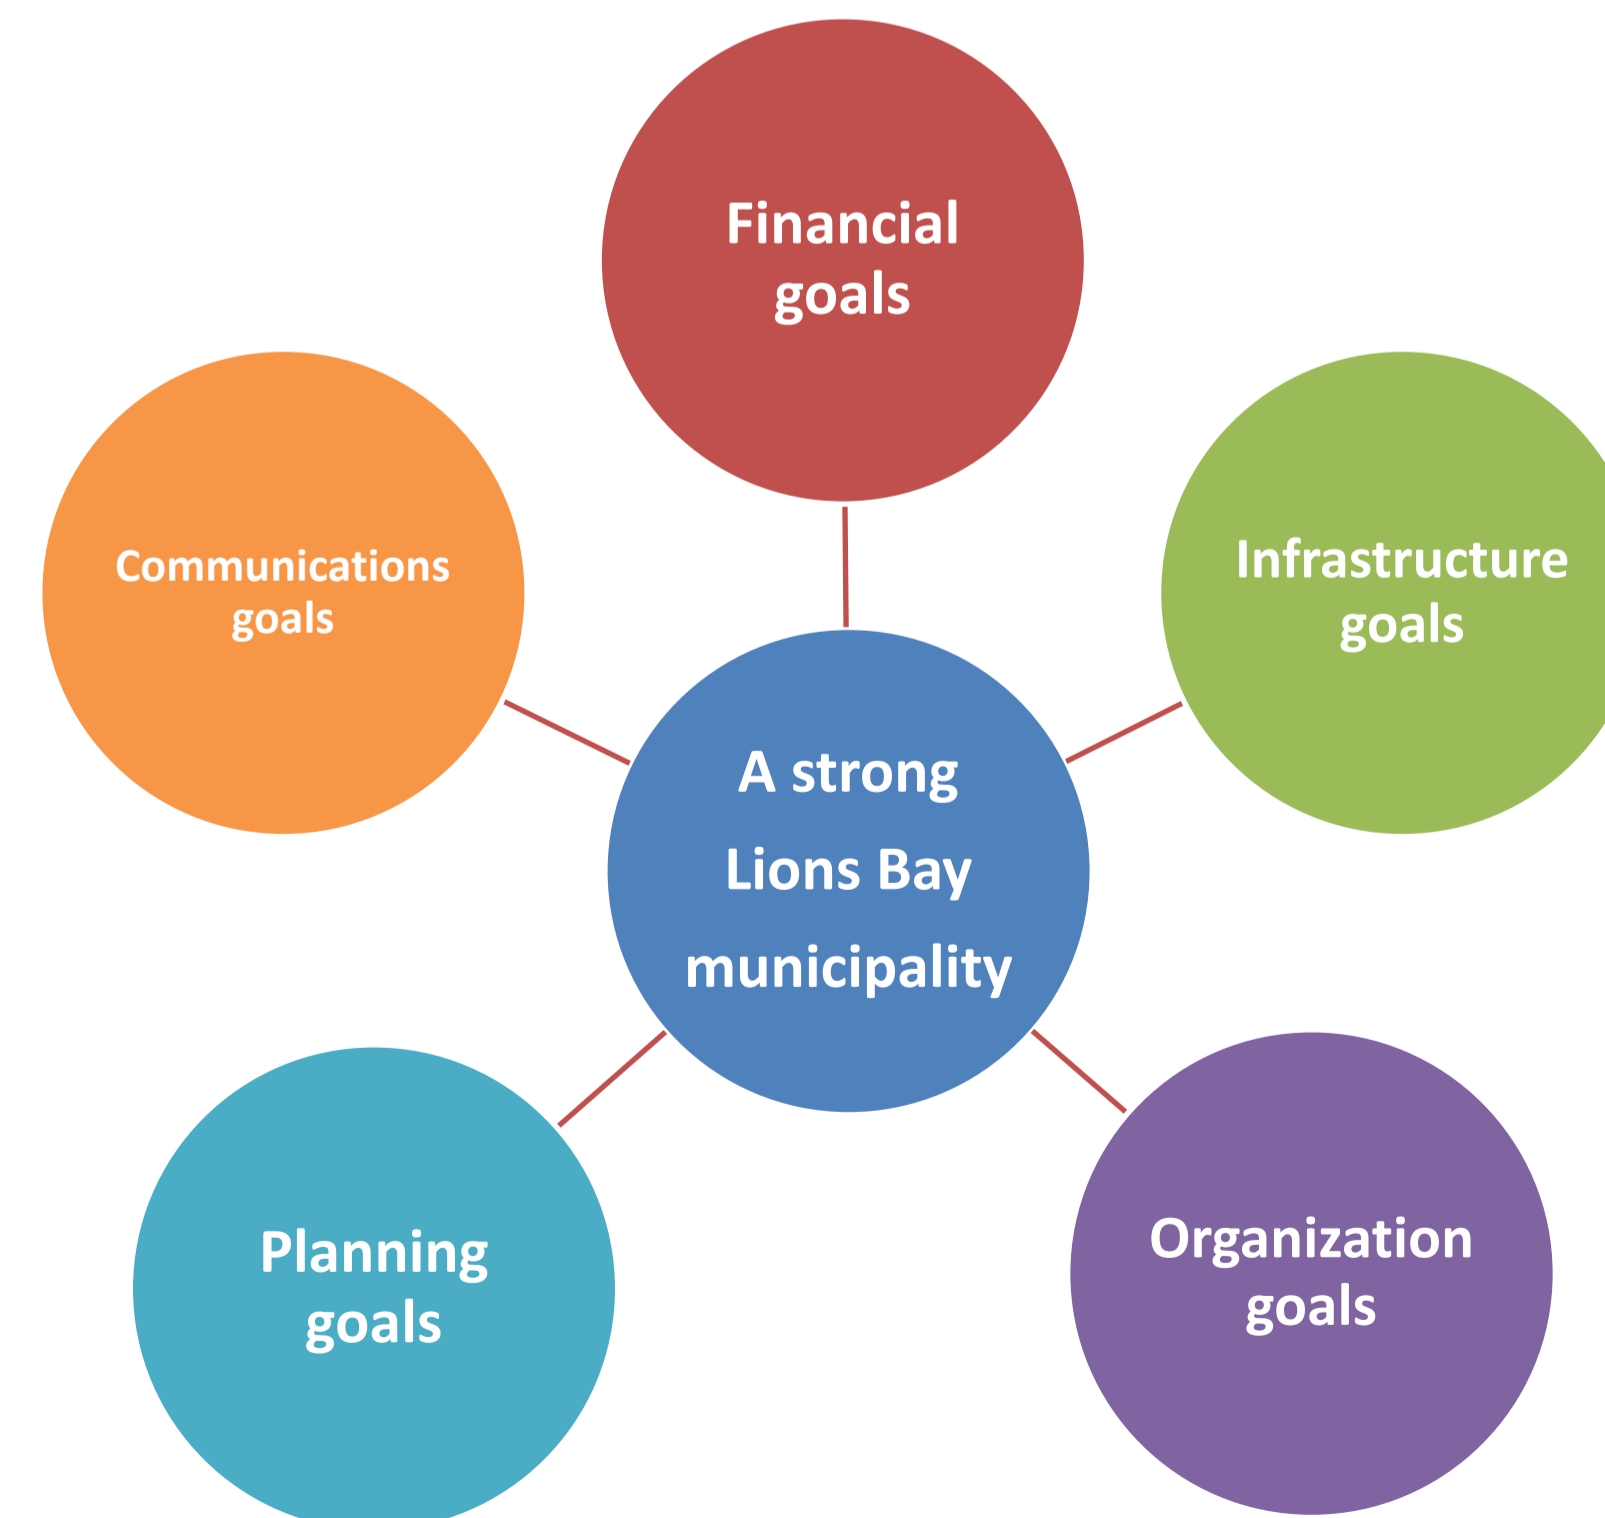 Financial
goals
Communications
goals
Infrastructure
goals
A strong
Lions Bay
municipality
Planning
goals
Organization
goals